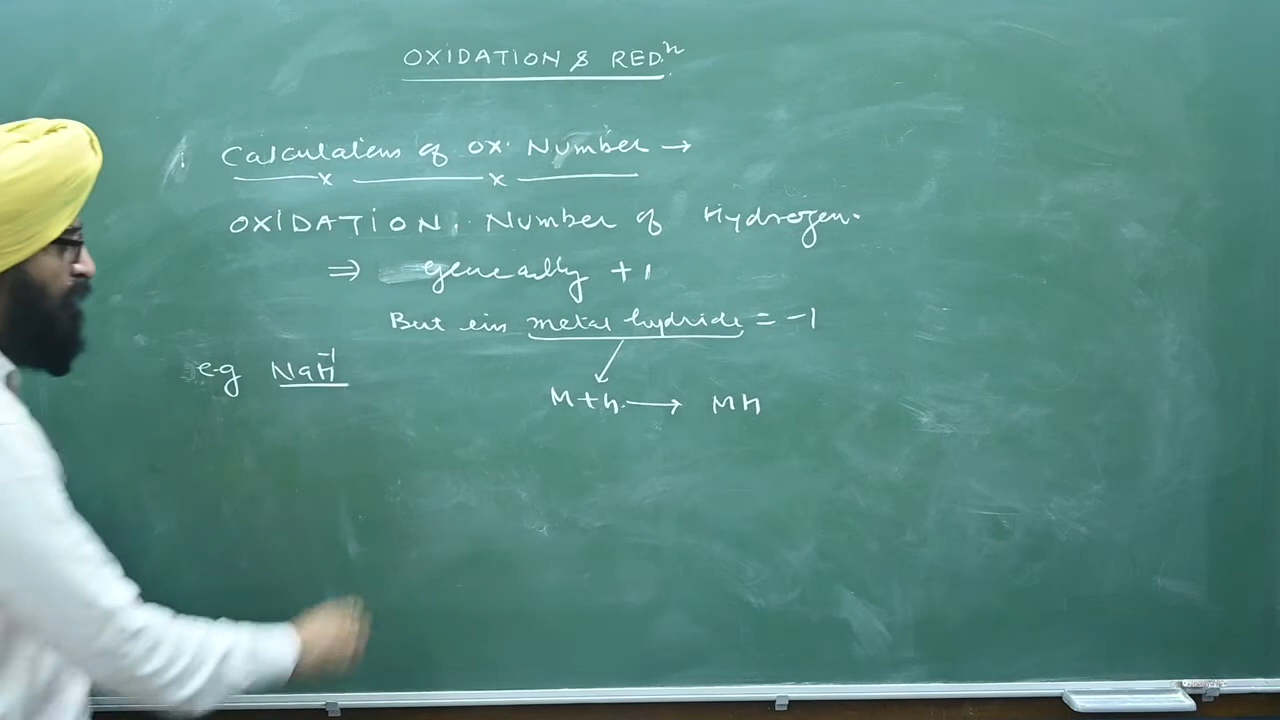 OXIDATION & REDⁿ
Calculations of ox. Number →
OXIDATION. Number of Hydrogen.
⇒ generally +1
But in metal hydride = -1
e.g NaH⁻¹
M + h. → MH